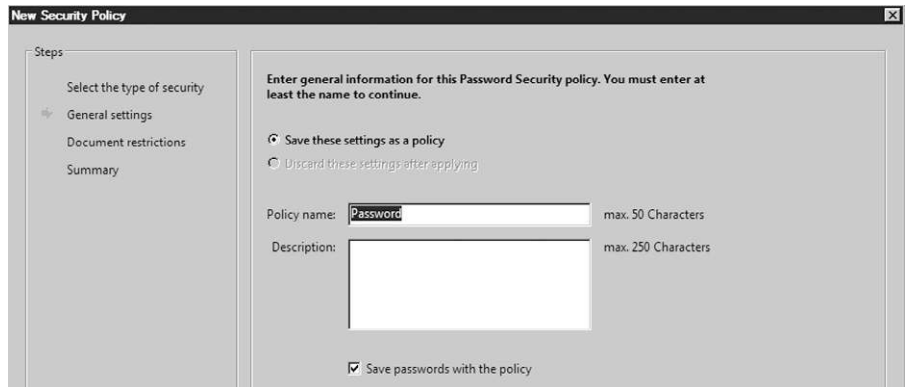 New Security Policy
Steps
Select the type of security
General settings
Document restrictions
Summary
Enter general information for this Password Security policy. You must enter at
least the name to continue.
Save these settings as a policy
Discard these settings after applying
Policy name: Password max. 50 Characters
Description: max. 250 Characters
Save passwords with the policy